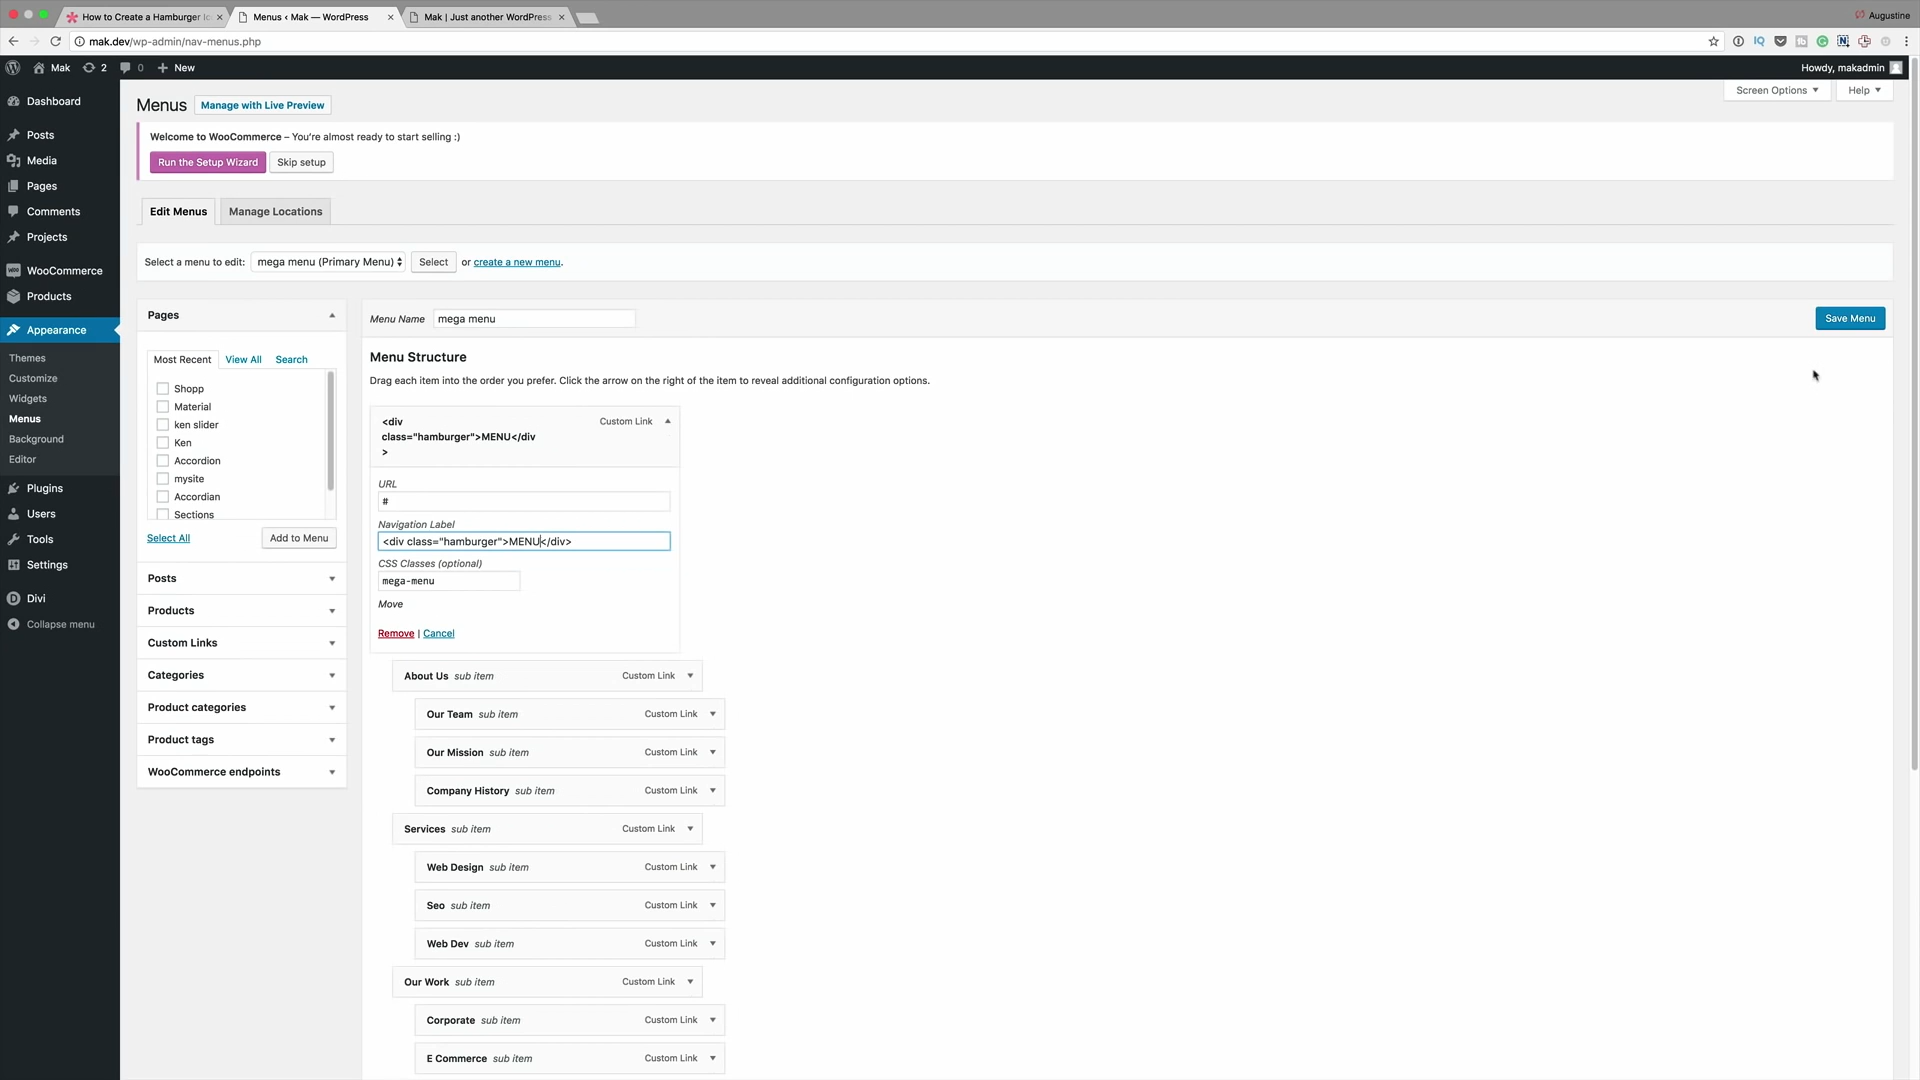 How to Create a Hamburger Ic
Menus ‹ Mak — WordPress
Mak | Just another WordPress
Augustine
mak.dev/wp-admin/nav-menus.php
Mak
2
0
New
Howdy, makadmin
Dashboard
Posts
Media
Pages
Comments
Projects
WooCommerce
Products
Appearance
Themes
Customize
Widgets
Menus
Background
Editor
Plugins
Users
Tools
Settings
Divi
Collapse menu
Menus
Manage with Live Preview
Screen Options
Help
Welcome to WooCommerce – You're almost ready to start selling :)
Run the Setup Wizard
Skip setup
Edit Menus
Manage Locations
Select a menu to edit:
mega menu (Primary Menu)
Select
or create a new menu.
Pages
Most Recent
View All
Search
Shopp
Material
ken slider
Ken
Accordion
mysite
Accordian
Sections
Select All
Add to Menu
Posts
Products
Custom Links
Categories
Product categories
Product tags
WooCommerce endpoints
Menu Name
mega menu
Save Menu
Menu Structure
Drag each item into the order you prefer. Click the arrow on the right of the item to reveal additional configuration options.
<div
class="hamburger">MENU</div
>
Custom Link
URL
#
Navigation Label
<div class="hamburger">MENU</div>
CSS Classes (optional)
mega-menu
Move
Remove | Cancel
About Us sub item Custom Link
Our Team sub item Custom Link
Our Mission sub item Custom Link
Company History sub item Custom Link
Services sub item Custom Link
Web Design sub item Custom Link
Seo sub item Custom Link
Web Dev sub item Custom Link
Our Work sub item Custom Link
Corporate sub item Custom Link
E Commerce sub item Custom Link